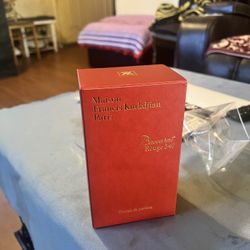 Maison
Francis Kurkdjian
Paris
Baccarat
Rouge 540
Extrait de parfum